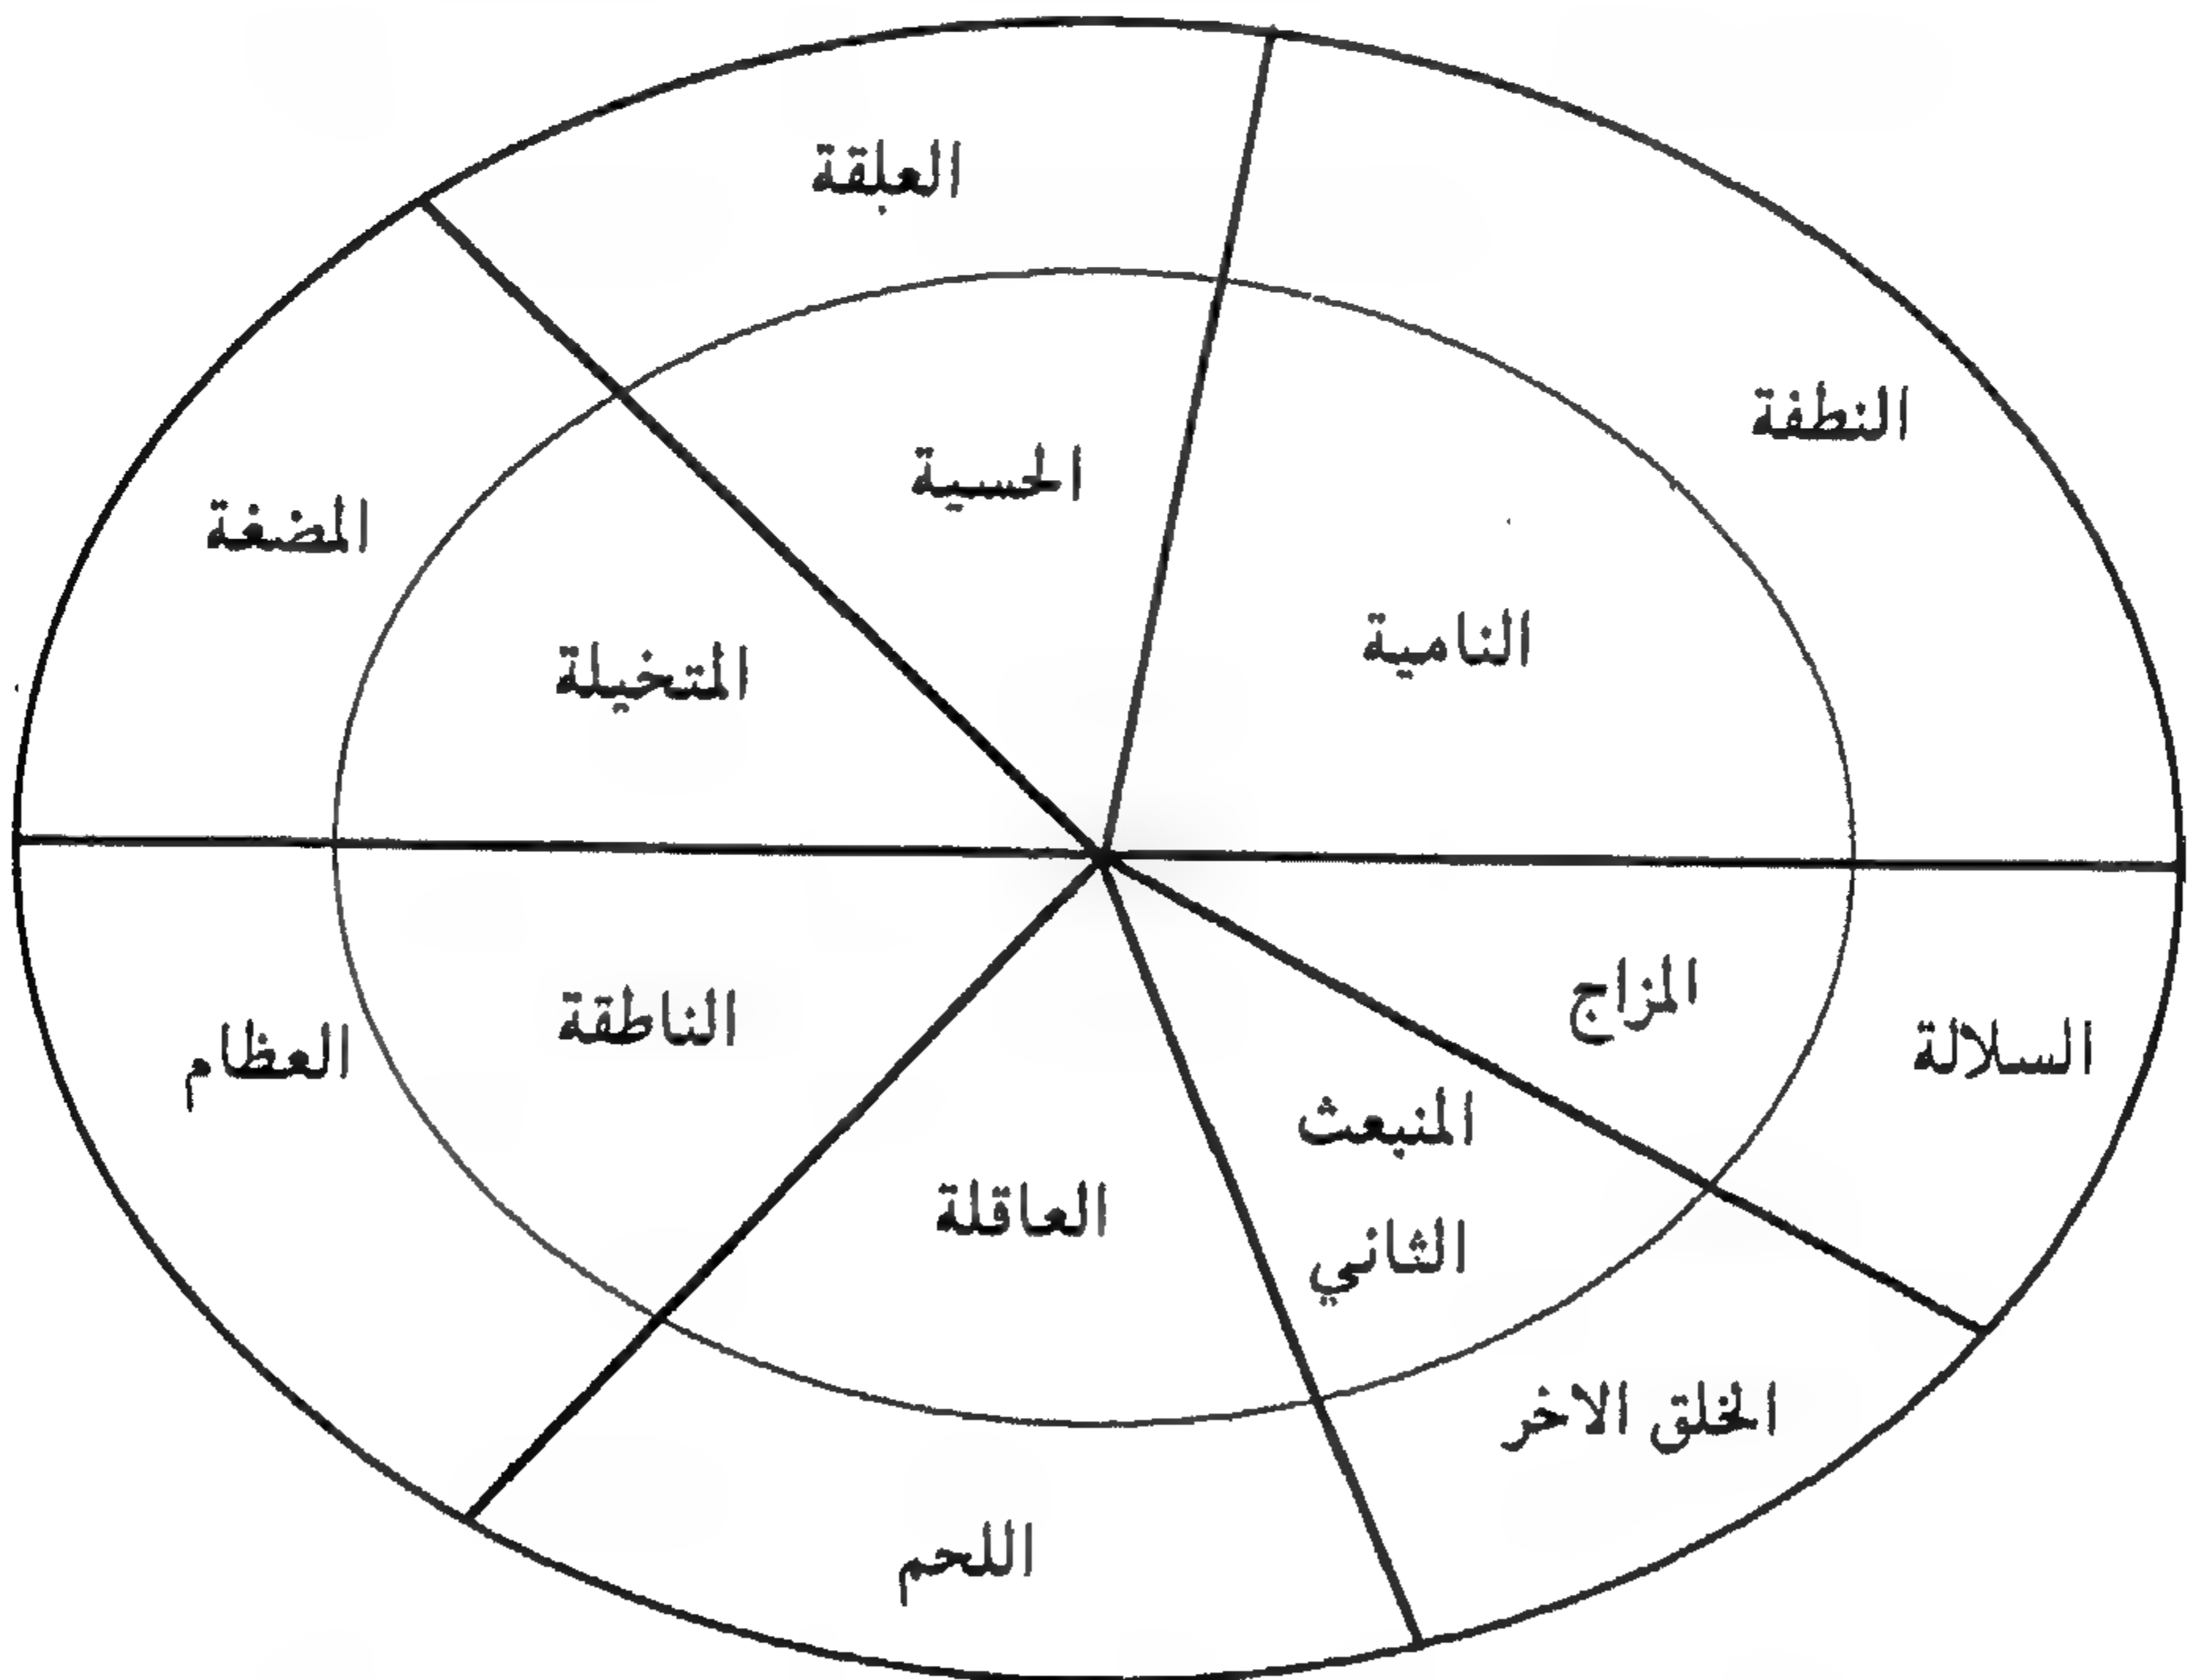 العلقة
النطفة
الحسية
المضغة
النامية
المتخيلة
المزاج
الناطقة
السلالة
العظام
المنبعث
الثاني
العاقلة
الخلق الاخر
اللحم